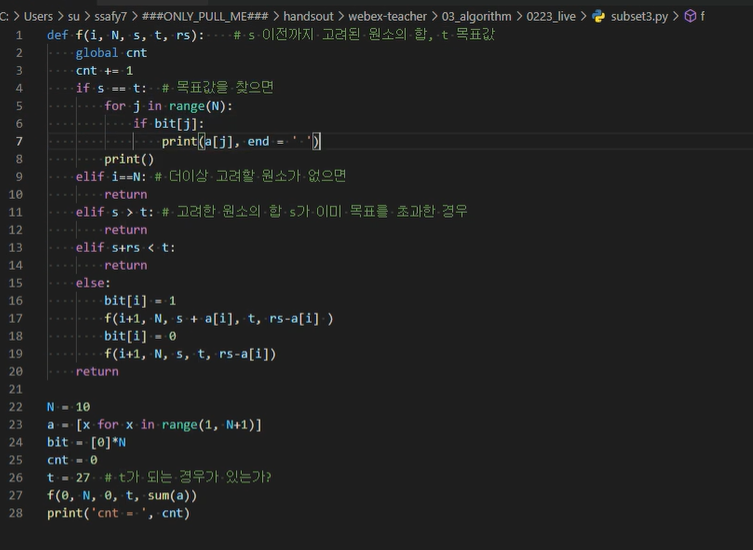 C: > Users > su > ssafy7 > ###ONLY_PULL_ME### > handsout > webex-teacher > 03_algorithm > 0223_live > subset3.py > f
1 def f(i, N, s, t, rs):    # s 이전까지 고려된 원소의 합, t 목표값
2     global cnt
3     cnt += 1
4     if s == t:  # 목표값을 찾으면
5         for j in range(N):
6             if bit[j]:
7                 print(a[j], end = ' ')
8         print()
9     elif i==N: # 더이상 고려할 원소가 없으면
10         return
11     elif s > t: # 고려한 원소의 합 s가 이미 목표를 초과한 경우
12         return
13     elif s+rs < t:
14         return
15     else:
16         bit[i] = 1
17         f(i+1, N, s + a[i], t, rs-a[i] )
18         bit[i] = 0
19         f(i+1, N, s, t, rs-a[i])
20     return
21
22 N = 10
23 a = [x for x in range(1, N+1)]
24 bit = [0]*N
25 cnt = 0
26 t = 27  # t가 되는 경우가 있는가?
27 f(0, N, 0, t, sum(a))
28 print('cnt = ', cnt)